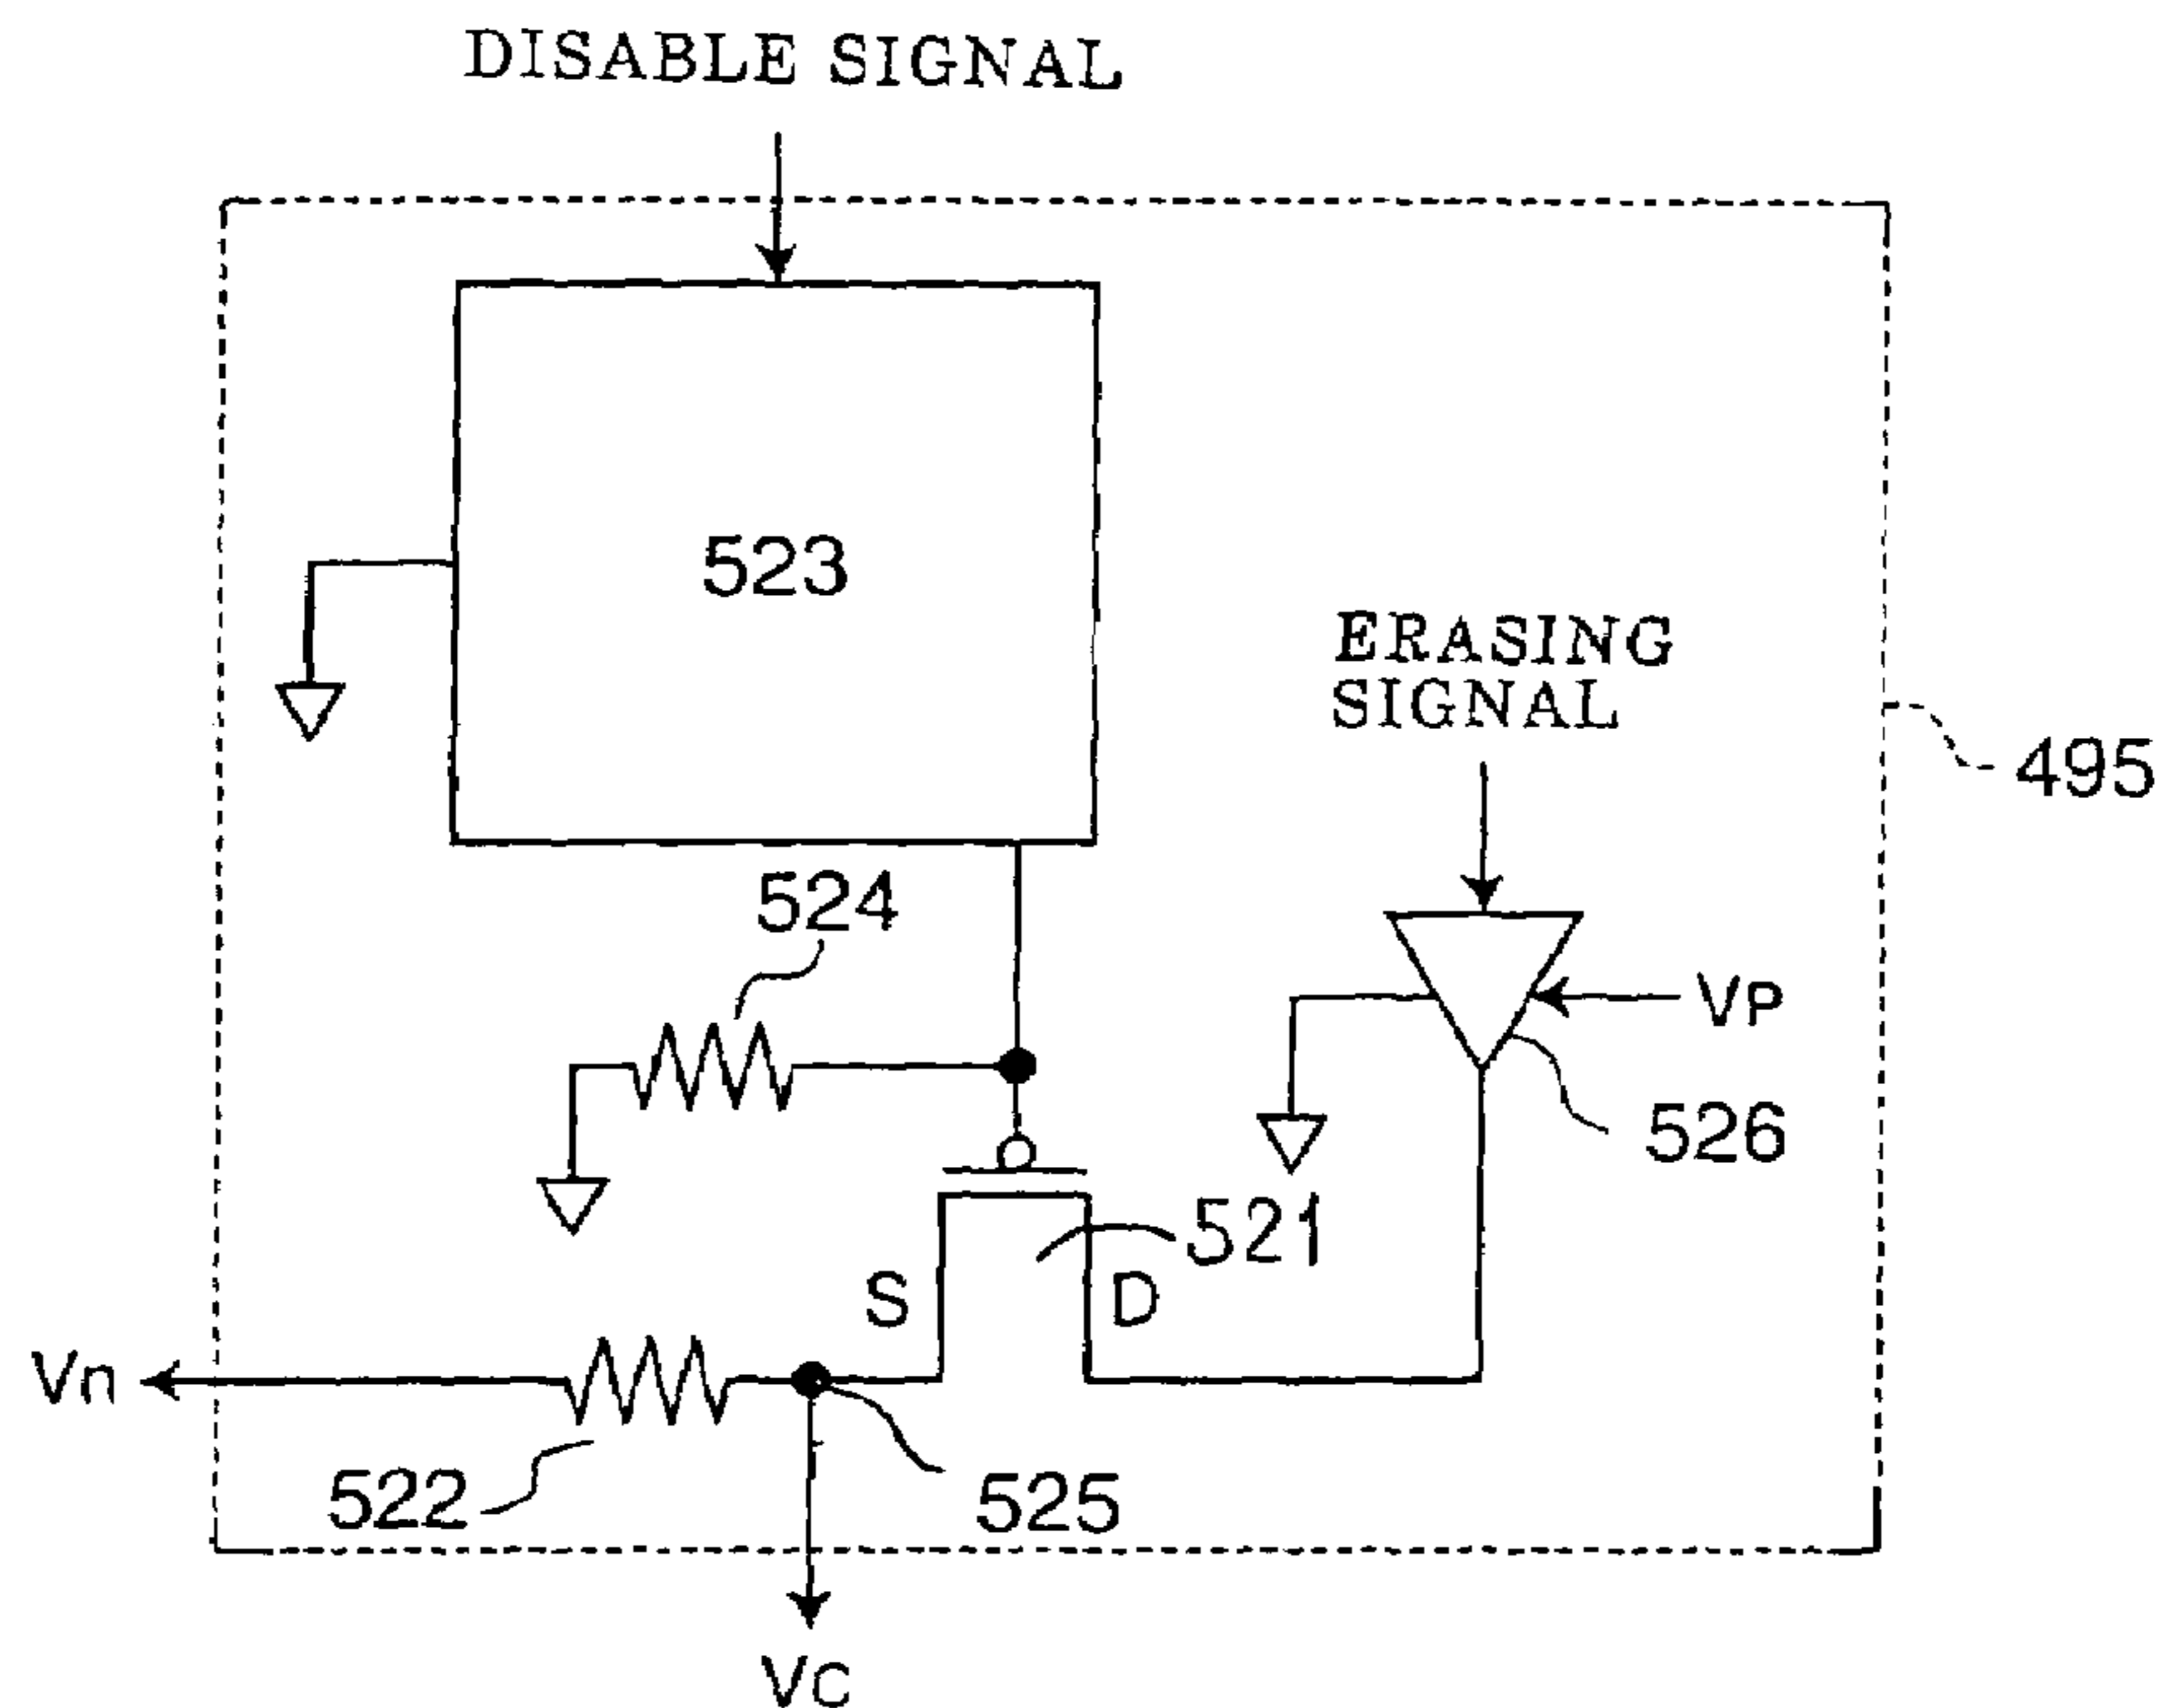 DISABLE SIGNAL
523
ERASING
SIGNAL
495
524
VP
526
521
S
D
Vn
522
525
VC